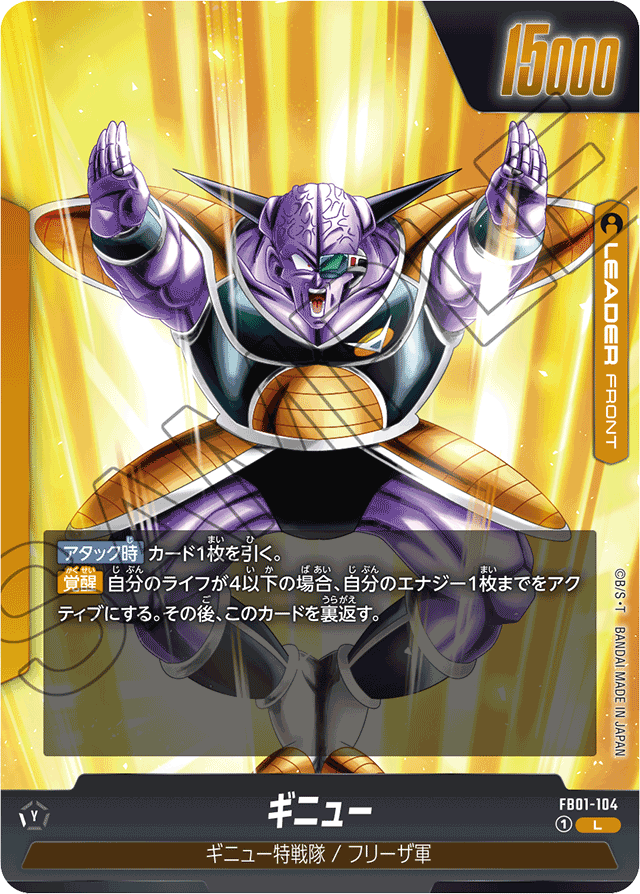 15000
LEADER FRONT
SAMPLE
アタック時 カード1枚を引く。
覚醒 自分のライフが4以下の場合、自分のエナジー1枚までをアク
ティブにする。その後、このカードを裏返す。
©B/S・T BANDAI MADE IN JAPAN
Y
ギニュー
FB01-104
1 L
ギニュー特戦隊 / フリーザ軍